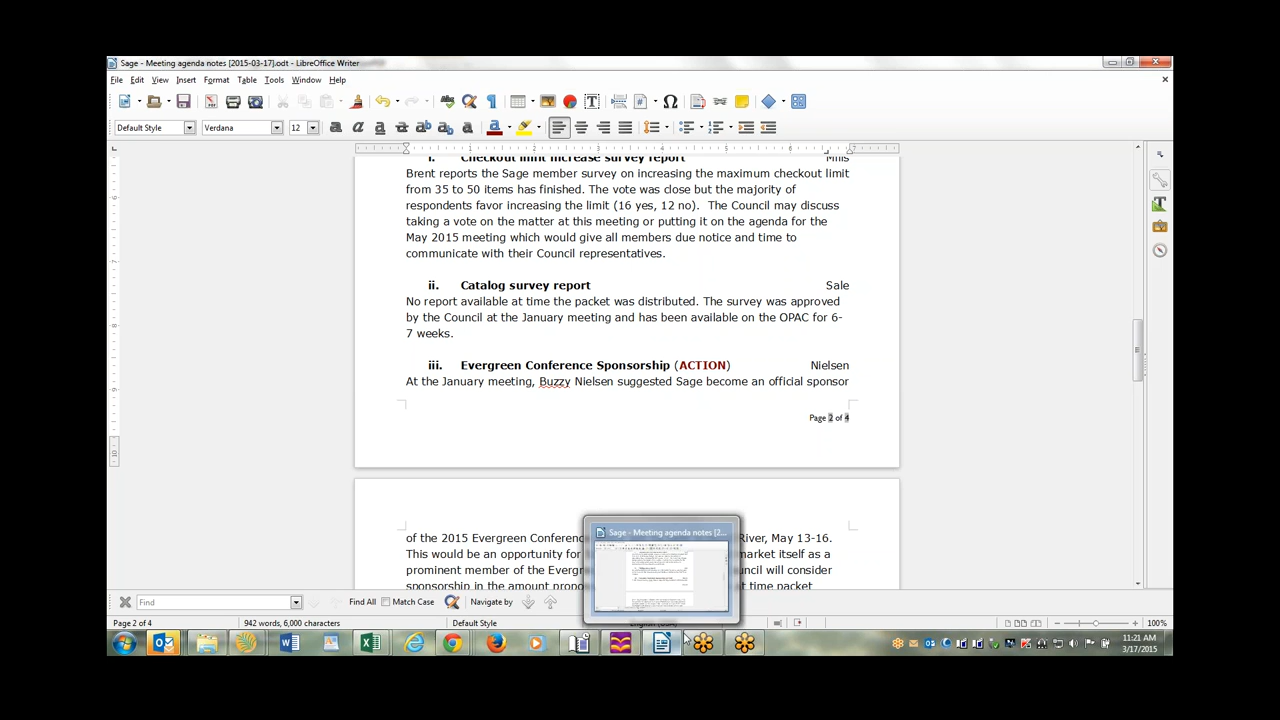 Sage - Meeting agenda notes [2015-03-17].odt - LibreOffice Writer
File Edit View Insert Format Table Tools Window Help
Default Style Verdana 12
i. Checkout limit increase survey report Mills
Brent reports the Sage member survey on increasing the maximum checkout limit
from 35 to 50 items has finished. The vote was close but the majority of
respondents favor increasing the limit (16 yes, 12 no). The Council may discuss
taking a vote on the matter at this meeting or putting it on the agenda for the
May 2015 meeting which would give all members due notice and time to
communicate with their Council representatives.
ii. Catalog survey report Sale
No report available at time the packet was distributed. The survey was approved
by the Council at the January meeting and has been available on the OPAC for 6-
7 weeks.
iii. Evergreen Conference Sponsorship (ACTION) Nielsen
At the January meeting, Buzzy Nielsen suggested Sage become an official sponsor
Page 2 of 4
Sage - Meeting agenda notes [2...
of the 2015 Evergreen Conferenc River, May 13-16.
This would be an opportunity for market itself as a
prominent member of the Everg uncil will consider
sponsorship in the amount propo t time packet
Find Find All Match Case Navigate by
Page 2 of 4 942 words, 6,000 characters Default Style English (USA) 100%
11:21 AM
3/17/2015